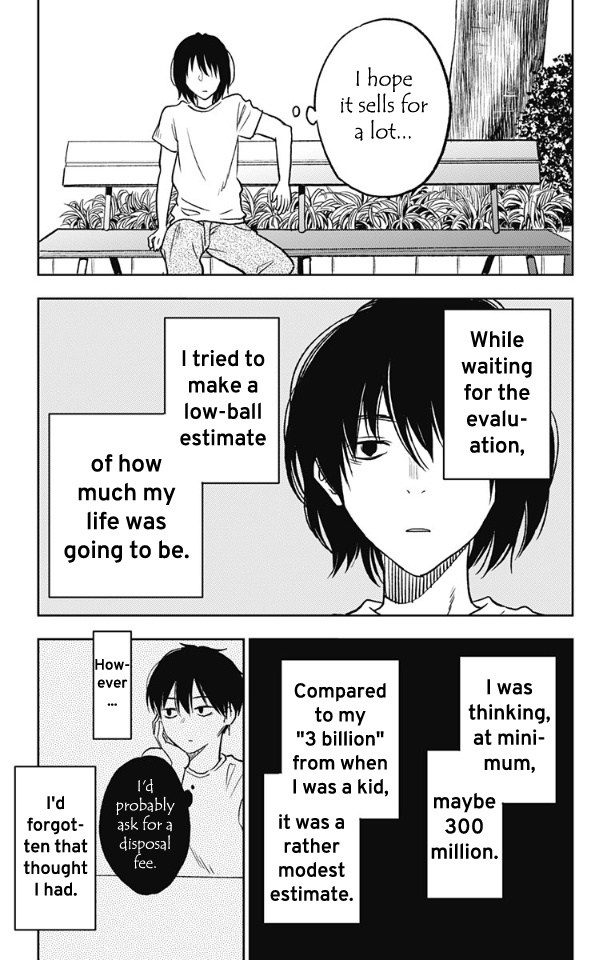 I hope
it sells for
a lot...
While
waiting
for the
evalu-
ation,
I tried to
make a
low-ball
estimate
of how
much my
life was
going to be.
I was
thinking,
at mini-
mum,
maybe
300
million.
Compared
to my
"3 billion"
from when
I was a kid,
it was a
rather
modest
estimate.
How-
ever
...
I'd
probably
ask for a
disposal
fee.
I'd
forgot-
ten that
thought
I had.